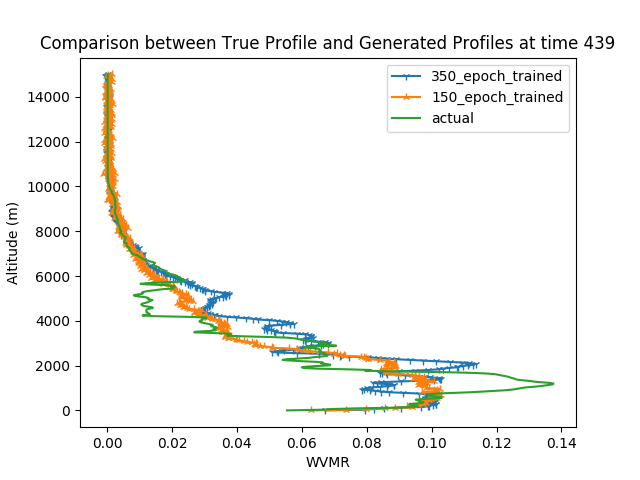 Comparison between True Profile and Generated Profiles at time 439
350_epoch_trained
150_epoch_trained
actual
Altitude (m)
14000
12000
10000
8000
6000
4000
2000
0
0.00 0.02 0.04 0.06 0.08 0.10 0.12 0.14
WVMR